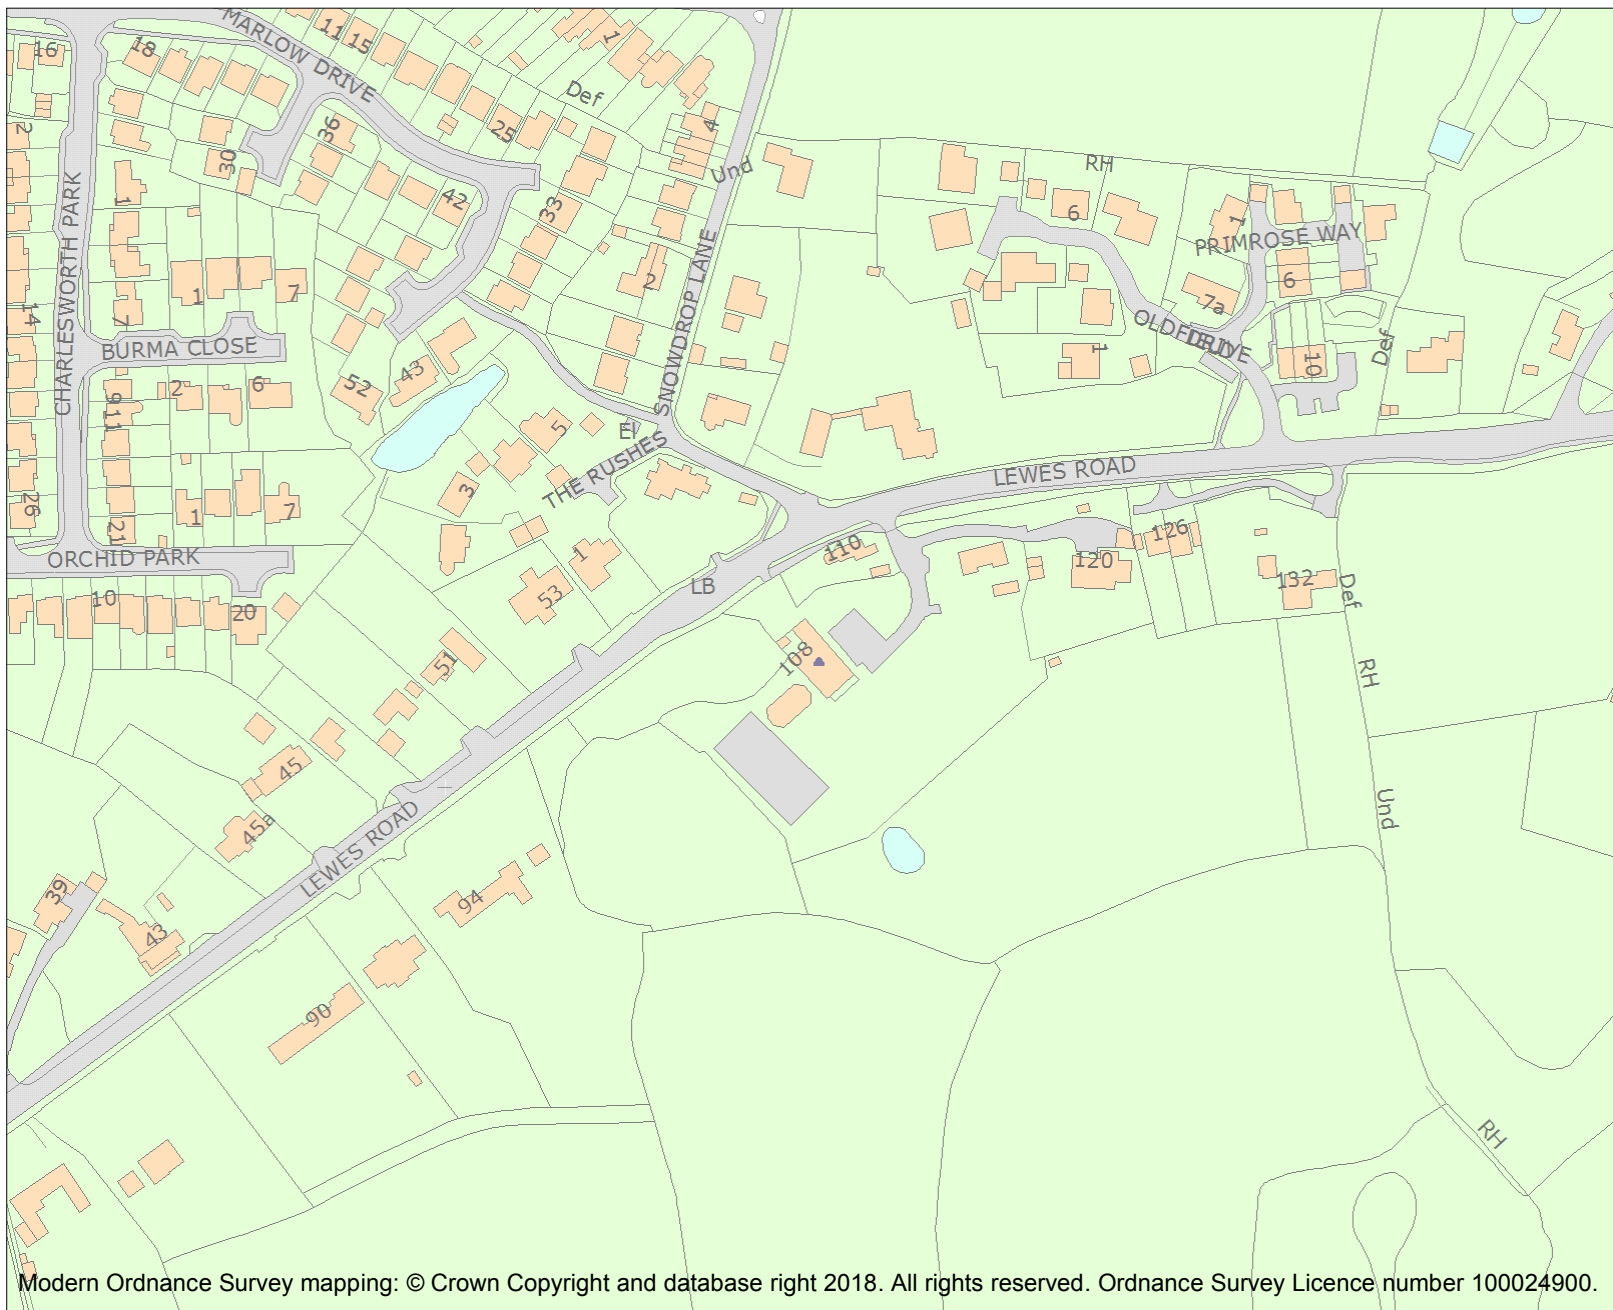 MARLOW DRIVE
11
15
1
16
18
Def
4
2
36
25
30
Und
RH
42
33
6
1
1
PRIMROSE WAY
CHARLESWORTH PARK
SNOWDROP LANE
2
6
1
7
7a
14
7
OLDFIELD
DRIVE
BURMA CLOSE
1
10
Def
43
52
2
6
9
11
5
El
THE RUSHES
LEWES ROAD
3
26
1
7
21
126
110
ORCHID PARK
1
120
132
Def
LB
53
10
20
51
108
RH
45
Und
45a
LEWES ROAD
39
94
43
90
RH
Modern Ordnance Survey mapping: © Crown Copyright and database right 2018. All rights reserved. Ordnance Survey Licence number 100024900.